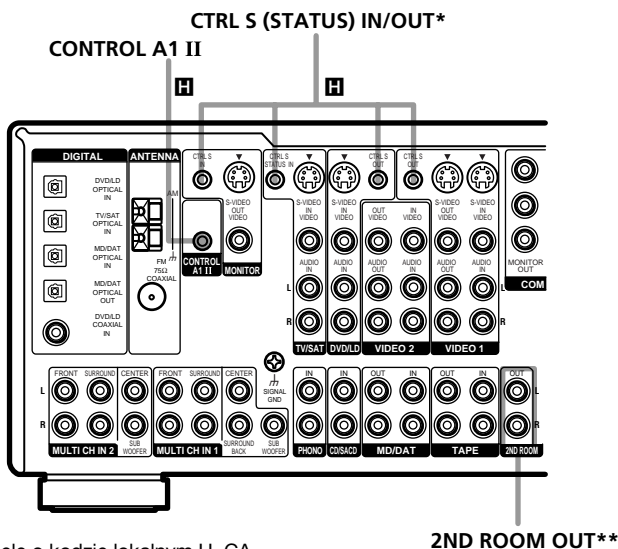 CTRL S (STATUS) IN/OUT*
CONTROL A1 II
H
H
DIGITAL
ANTENNA
CTRL S IN
CTRL S STATUS IN
CTRL S OUT
CTRL S OUT
DVD/LD OPTICAL IN
TV/SAT OPTICAL IN
MD/DAT OPTICAL IN
MD/DAT OPTICAL OUT
DVD/LD COAXIAL IN
AM
FM 75Ω COAXIAL
S-VIDEO OUT VIDEO
CONTROL A1 II
MONITOR
S-VIDEO IN VIDEO
S-VIDEO IN VIDEO
OUT VIDEO
IN VIDEO
S-VIDEO OUT VIDEO
S-VIDEO IN VIDEO
AUDIO IN
AUDIO IN
AUDIO OUT
AUDIO IN
AUDIO OUT
AUDIO IN
L
L
R
R
TV/SAT
DVD/LD
VIDEO 2
VIDEO 1
MONITOR OUT
COM
SIGNAL GND
FRONT
SURROUND
CENTER
FRONT
SURROUND
CENTER
IN
IN
OUT
IN
OUT
IN
OUT
L
L
R
R
MULTI CH IN 2
SUB WOOFER
MULTI CH IN 1
SURROUND BACK
SUB WOOFER
PHONO
CD/SACD
MD/DAT
TAPE
2ND ROOM
2ND ROOM OUT**